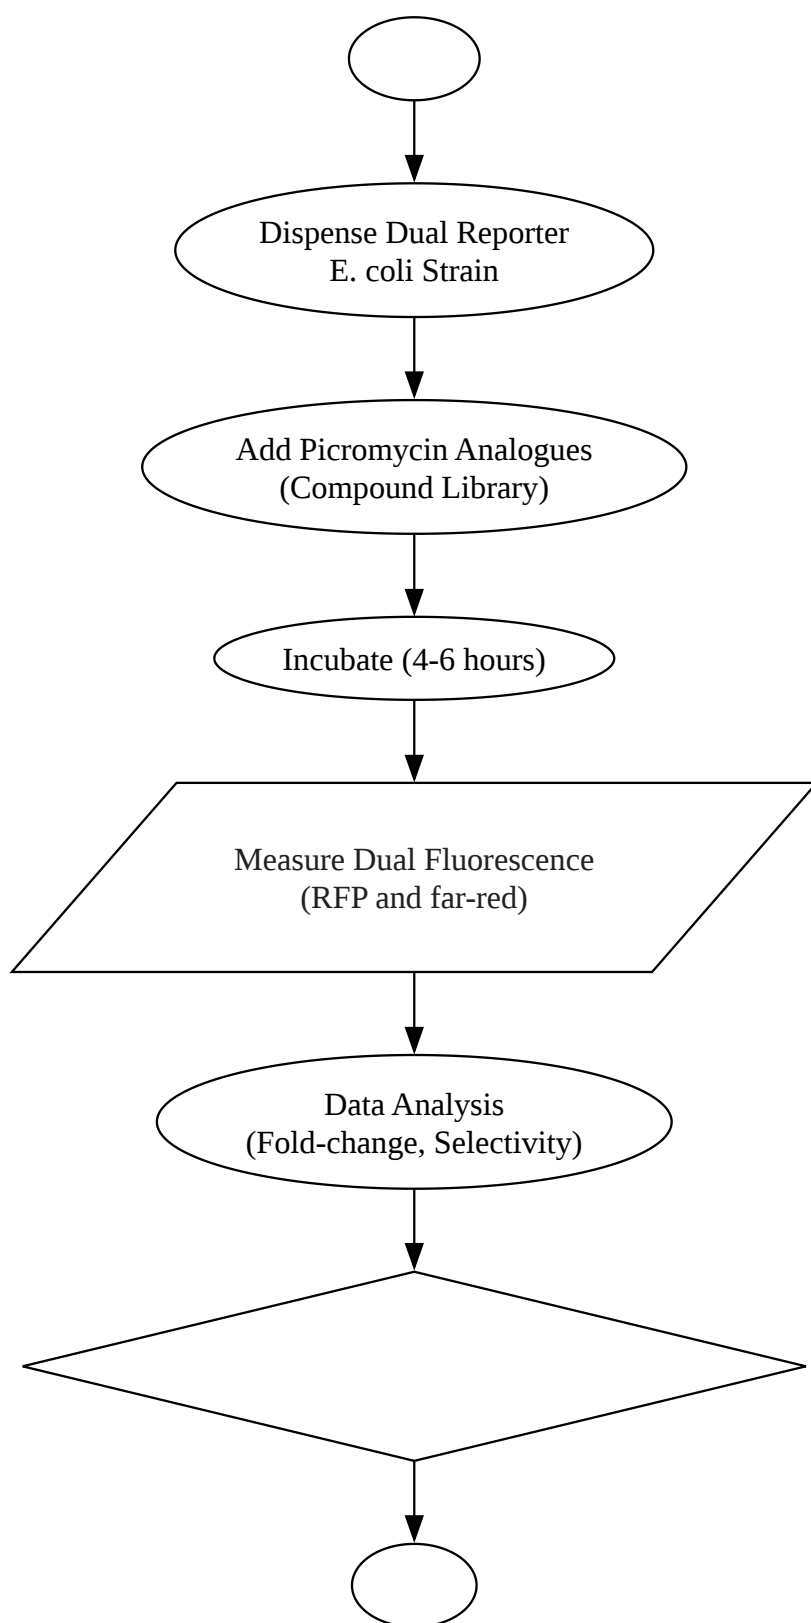 Dispense Dual Reporter
E. coli Strain
Add Picromycin Analogues
(Compound Library)
Incubate (4-6 hours)
Measure Dual Fluorescence
(RFP and far-red)
Data Analysis
(Fold-change, Selectivity)